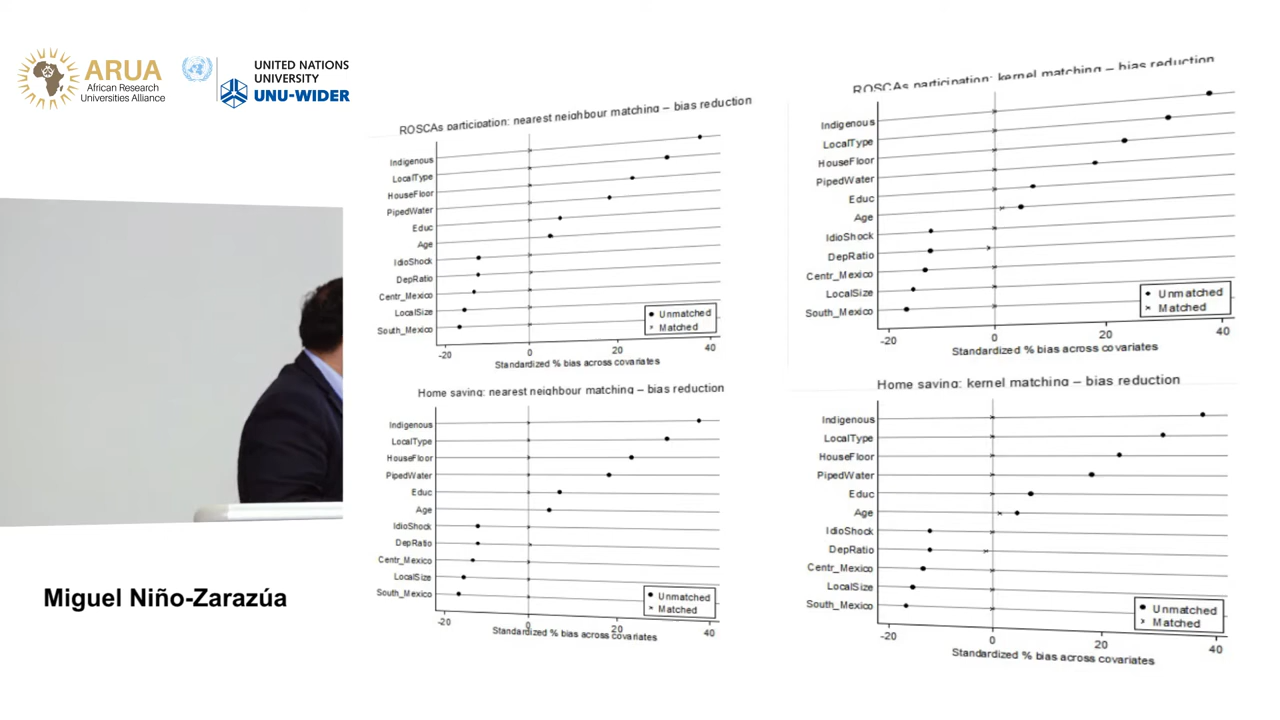 ARUA
African Research
Universities Alliance
UNITED NATIONS
UNIVERSITY
UNU-WIDER
Miguel Niño-Zarazúa
ROSCAs participation: nearest neighbour matching – bias reduction
Indigenous
LocalType
HouseFloor
PipedWater
Educ
Age
IdioShock
DepRatio
Centr_Mexico
LocalSize
South_Mexico
Unmatched
Matched
-20 0 20 40
Standardized % bias across covariates
ROSCAs participation: kernel matching – bias reduction
Indigenous
LocalType
HouseFloor
PipedWater
Educ
Age
IdioShock
DepRatio
Centr_Mexico
LocalSize
South_Mexico
Unmatched
Matched
-20 0 20 40
Standardized % bias across covariates
Home saving: nearest neighbour matching – bias reduction
Indigenous
LocalType
HouseFloor
PipedWater
Educ
Age
IdioShock
DepRatio
Centr_Mexico
LocalSize
South_Mexico
Unmatched
Matched
-20 0 20 40
Standardized % bias across covariates
Home saving: kernel matching – bias reduction
Indigenous
LocalType
HouseFloor
PipedWater
Educ
Age
IdioShock
DepRatio
Centr_Mexico
LocalSize
South_Mexico
Unmatched
Matched
-20 0 20 40
Standardized % bias across covariates